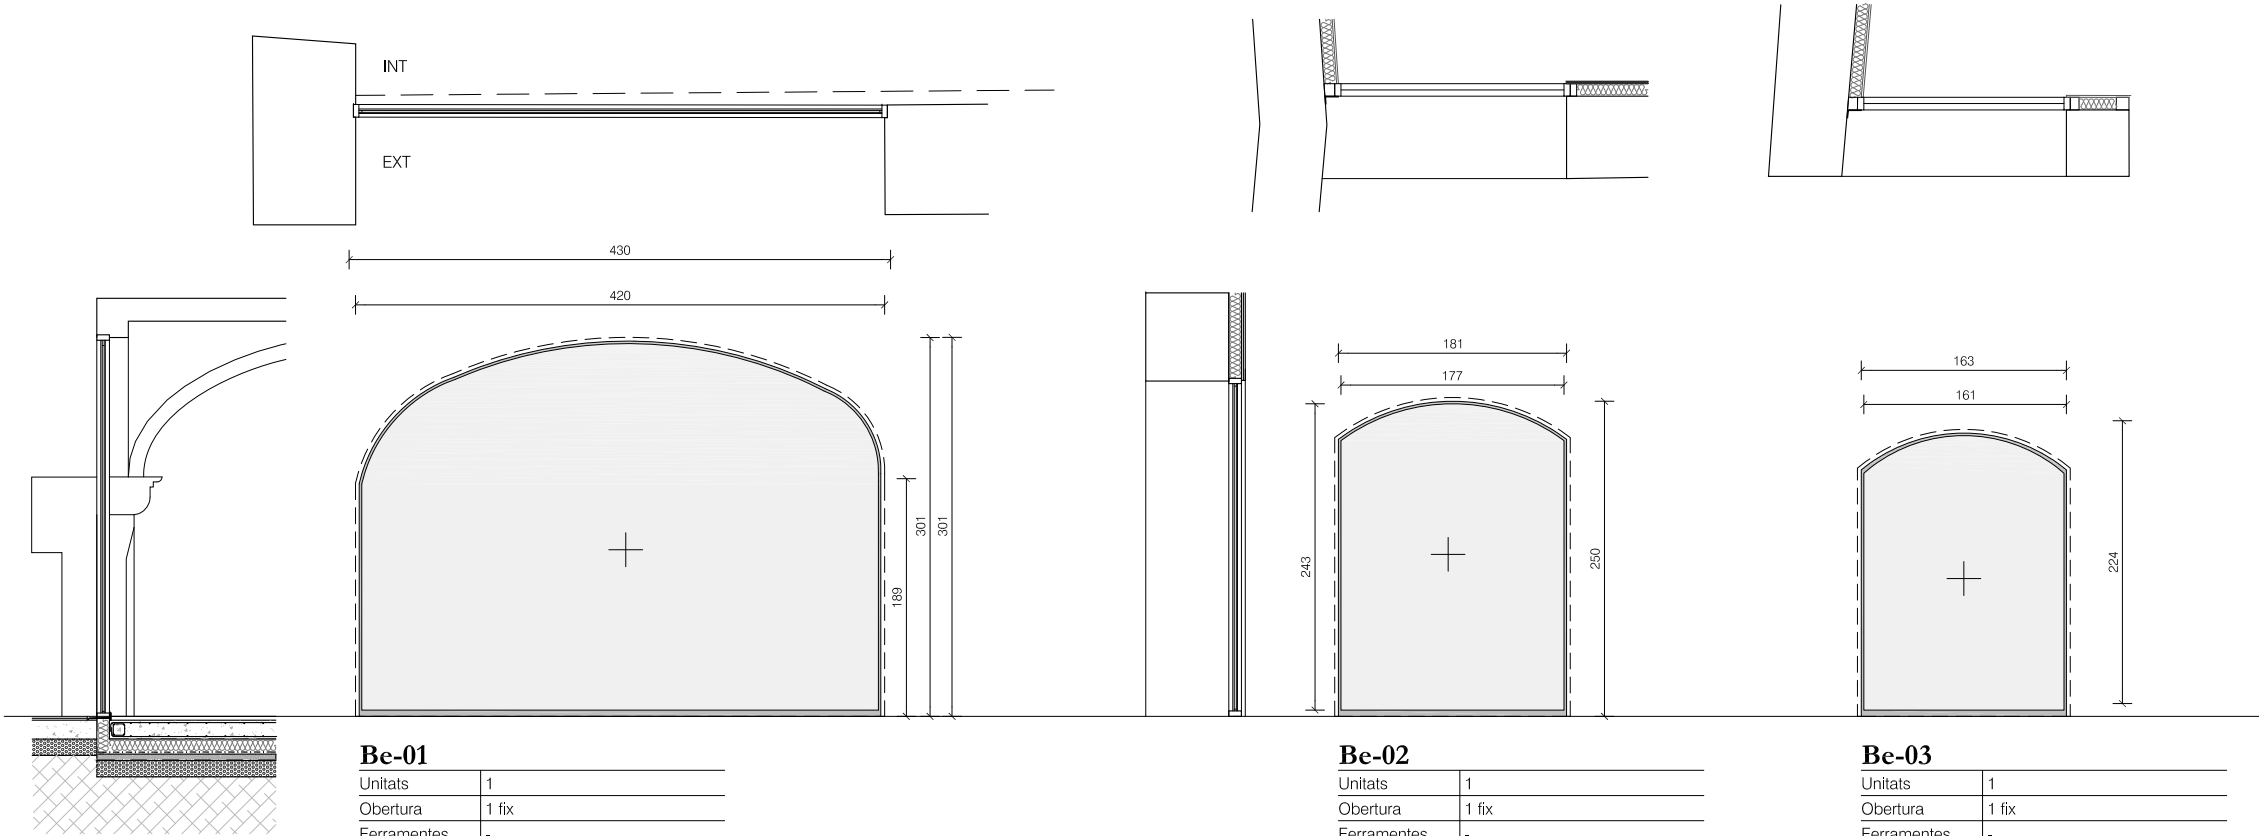 INT
EXT
430
420
301
301
189
181
177
243
250
163
161
224
Be-01
Unitats 1
Obertura 1 fix
Ferramentes -
Be-02
Unitats 1
Obertura 1 fix
Ferramentes -
Be-03
Unitats 1
Obertura 1 fix
Ferramentes -